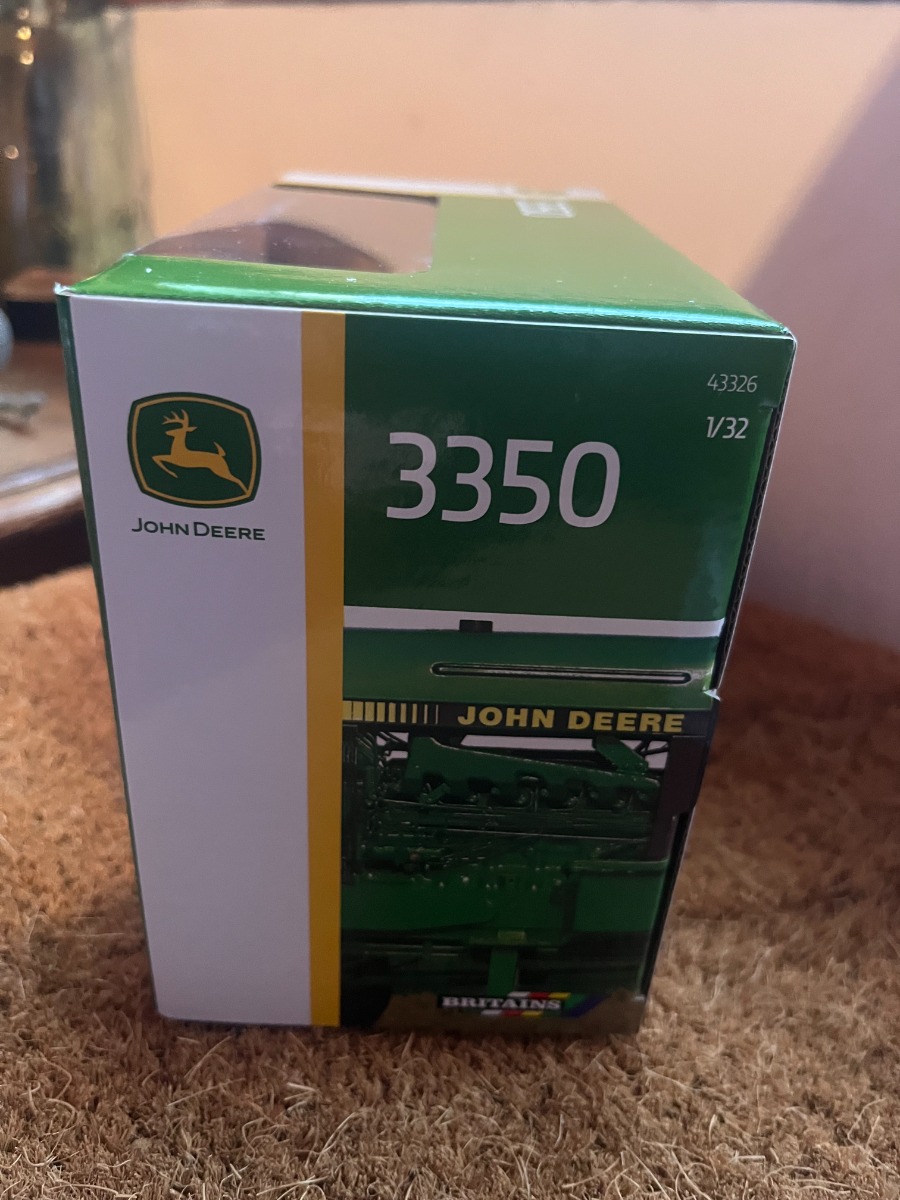 43326
1/32
3350
JOHN DEERE
JOHN DEERE
BRITAINS